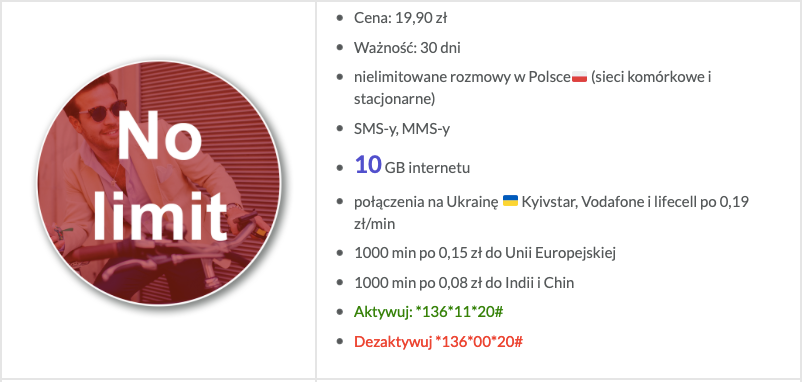 No
limit
Cena: 19,90 zł
Ważność: 30 dni
nielimitowane rozmowy w Polsce🇵🇱 (sieci komórkowe i
stacjonarne)
SMS-y, MMS-y
10 GB internetu
połączenia na Ukrainę 🇺🇦 Kyivstar, Vodafone i lifecell po 0,19
zł/min
1000 min po 0,15 zł do Unii Europejskiej
1000 min po 0,08 zł do Indii i Chin
Aktywuj: *136*11*20#
Dezaktywuj *136*00*20#